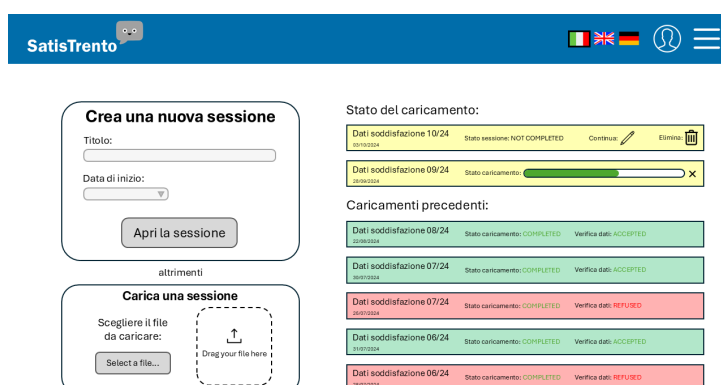 SatisTrento
Crea una nuova sessione
Titolo:
Data di inizio:
Apri la sessione
altrimenti
Carica una sessione
Scegliere il file
da caricare:
Select a file...
Drag your file here
Stato del caricamento:
Dati soddisfazione 10/24
03/10/2024
Stato sessione: NOT COMPLETED
Continua:
Elimina:
Dati soddisfazione 09/24
28/09/2024
Stato caricamento:
Caricamenti precedenti:
Dati soddisfazione 08/24
22/08/2024
Stato caricamento: COMPLETED
Verifica dati: ACCEPTED
Dati soddisfazione 07/24
30/07/2024
Stato caricamento: COMPLETED
Verifica dati: ACCEPTED
Dati soddisfazione 07/24
26/07/2024
Stato caricamento: COMPLETED
Verifica dati: REFUSED
Dati soddisfazione 06/24
31/07/2024
Stato caricamento: COMPLETED
Verifica dati: ACCEPTED
Dati soddisfazione 06/24
Stato caricamento: COMPLETED
Verifica dati: REFUSED